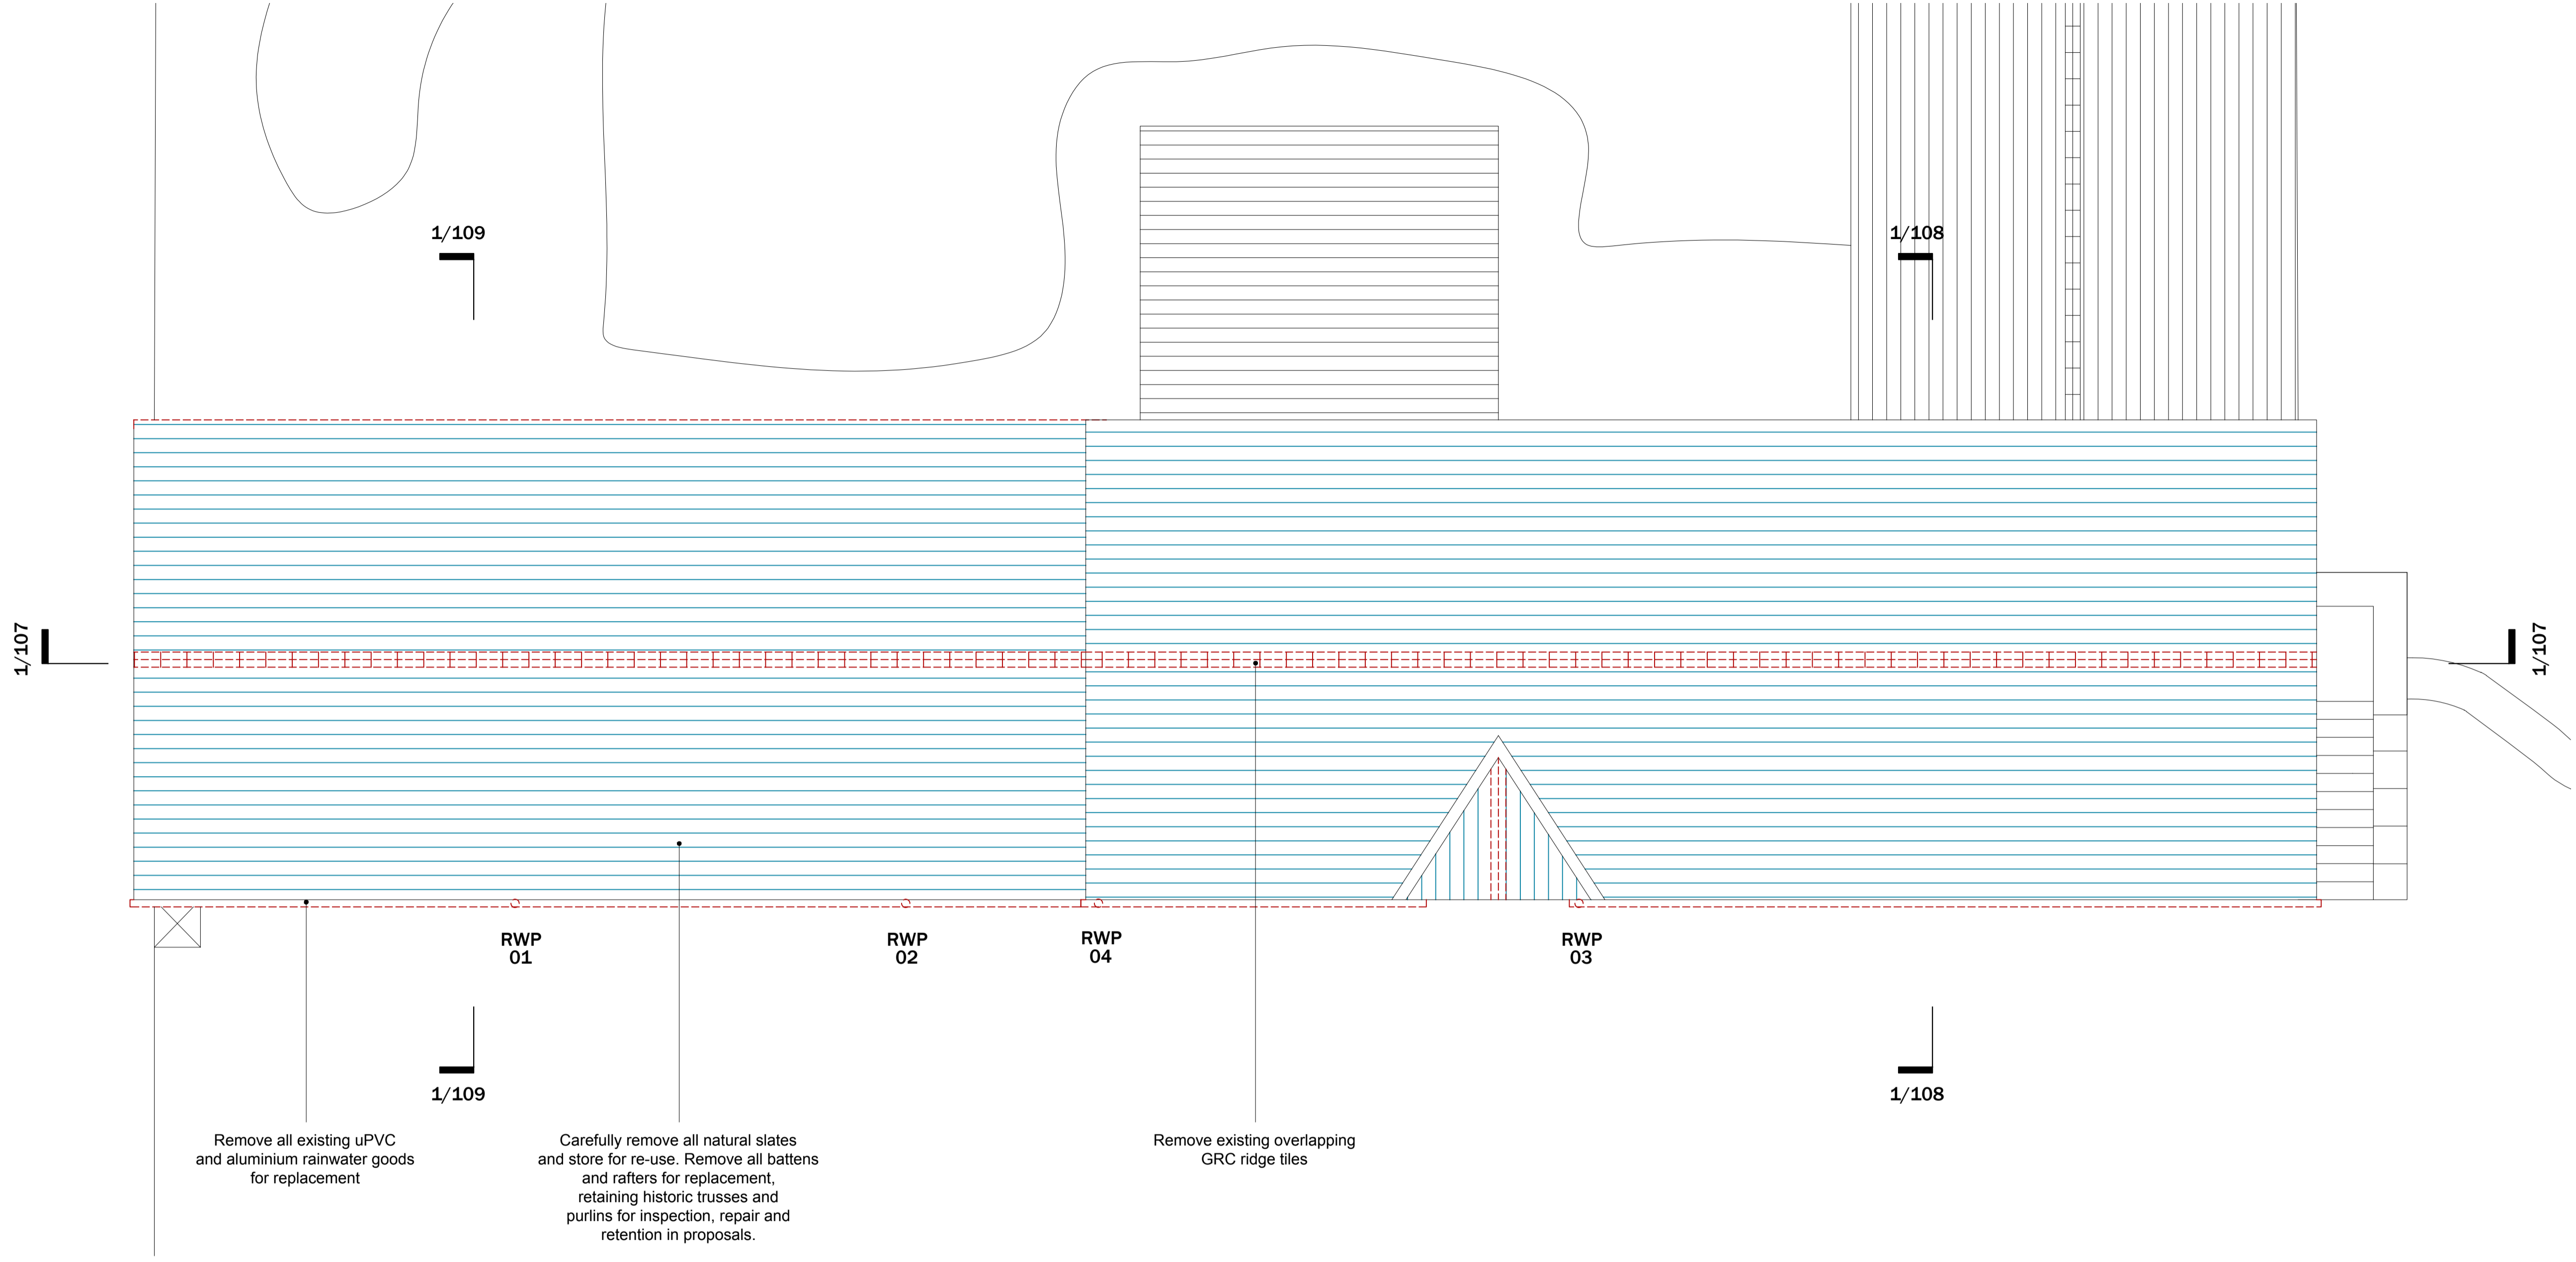 1/109
1/108
1/107
1/107
RWP
01
RWP
02
RWP
04
RWP
03
1/109
1/108
Remove all existing uPVC
and aluminium rainwater goods
for replacement
Carefully remove all natural slates
and store for re-use. Remove all battens
and rafters for replacement,
retaining historic trusses and
purlins for inspection, repair and
retention in proposals.
Remove existing overlapping
GRC ridge tiles